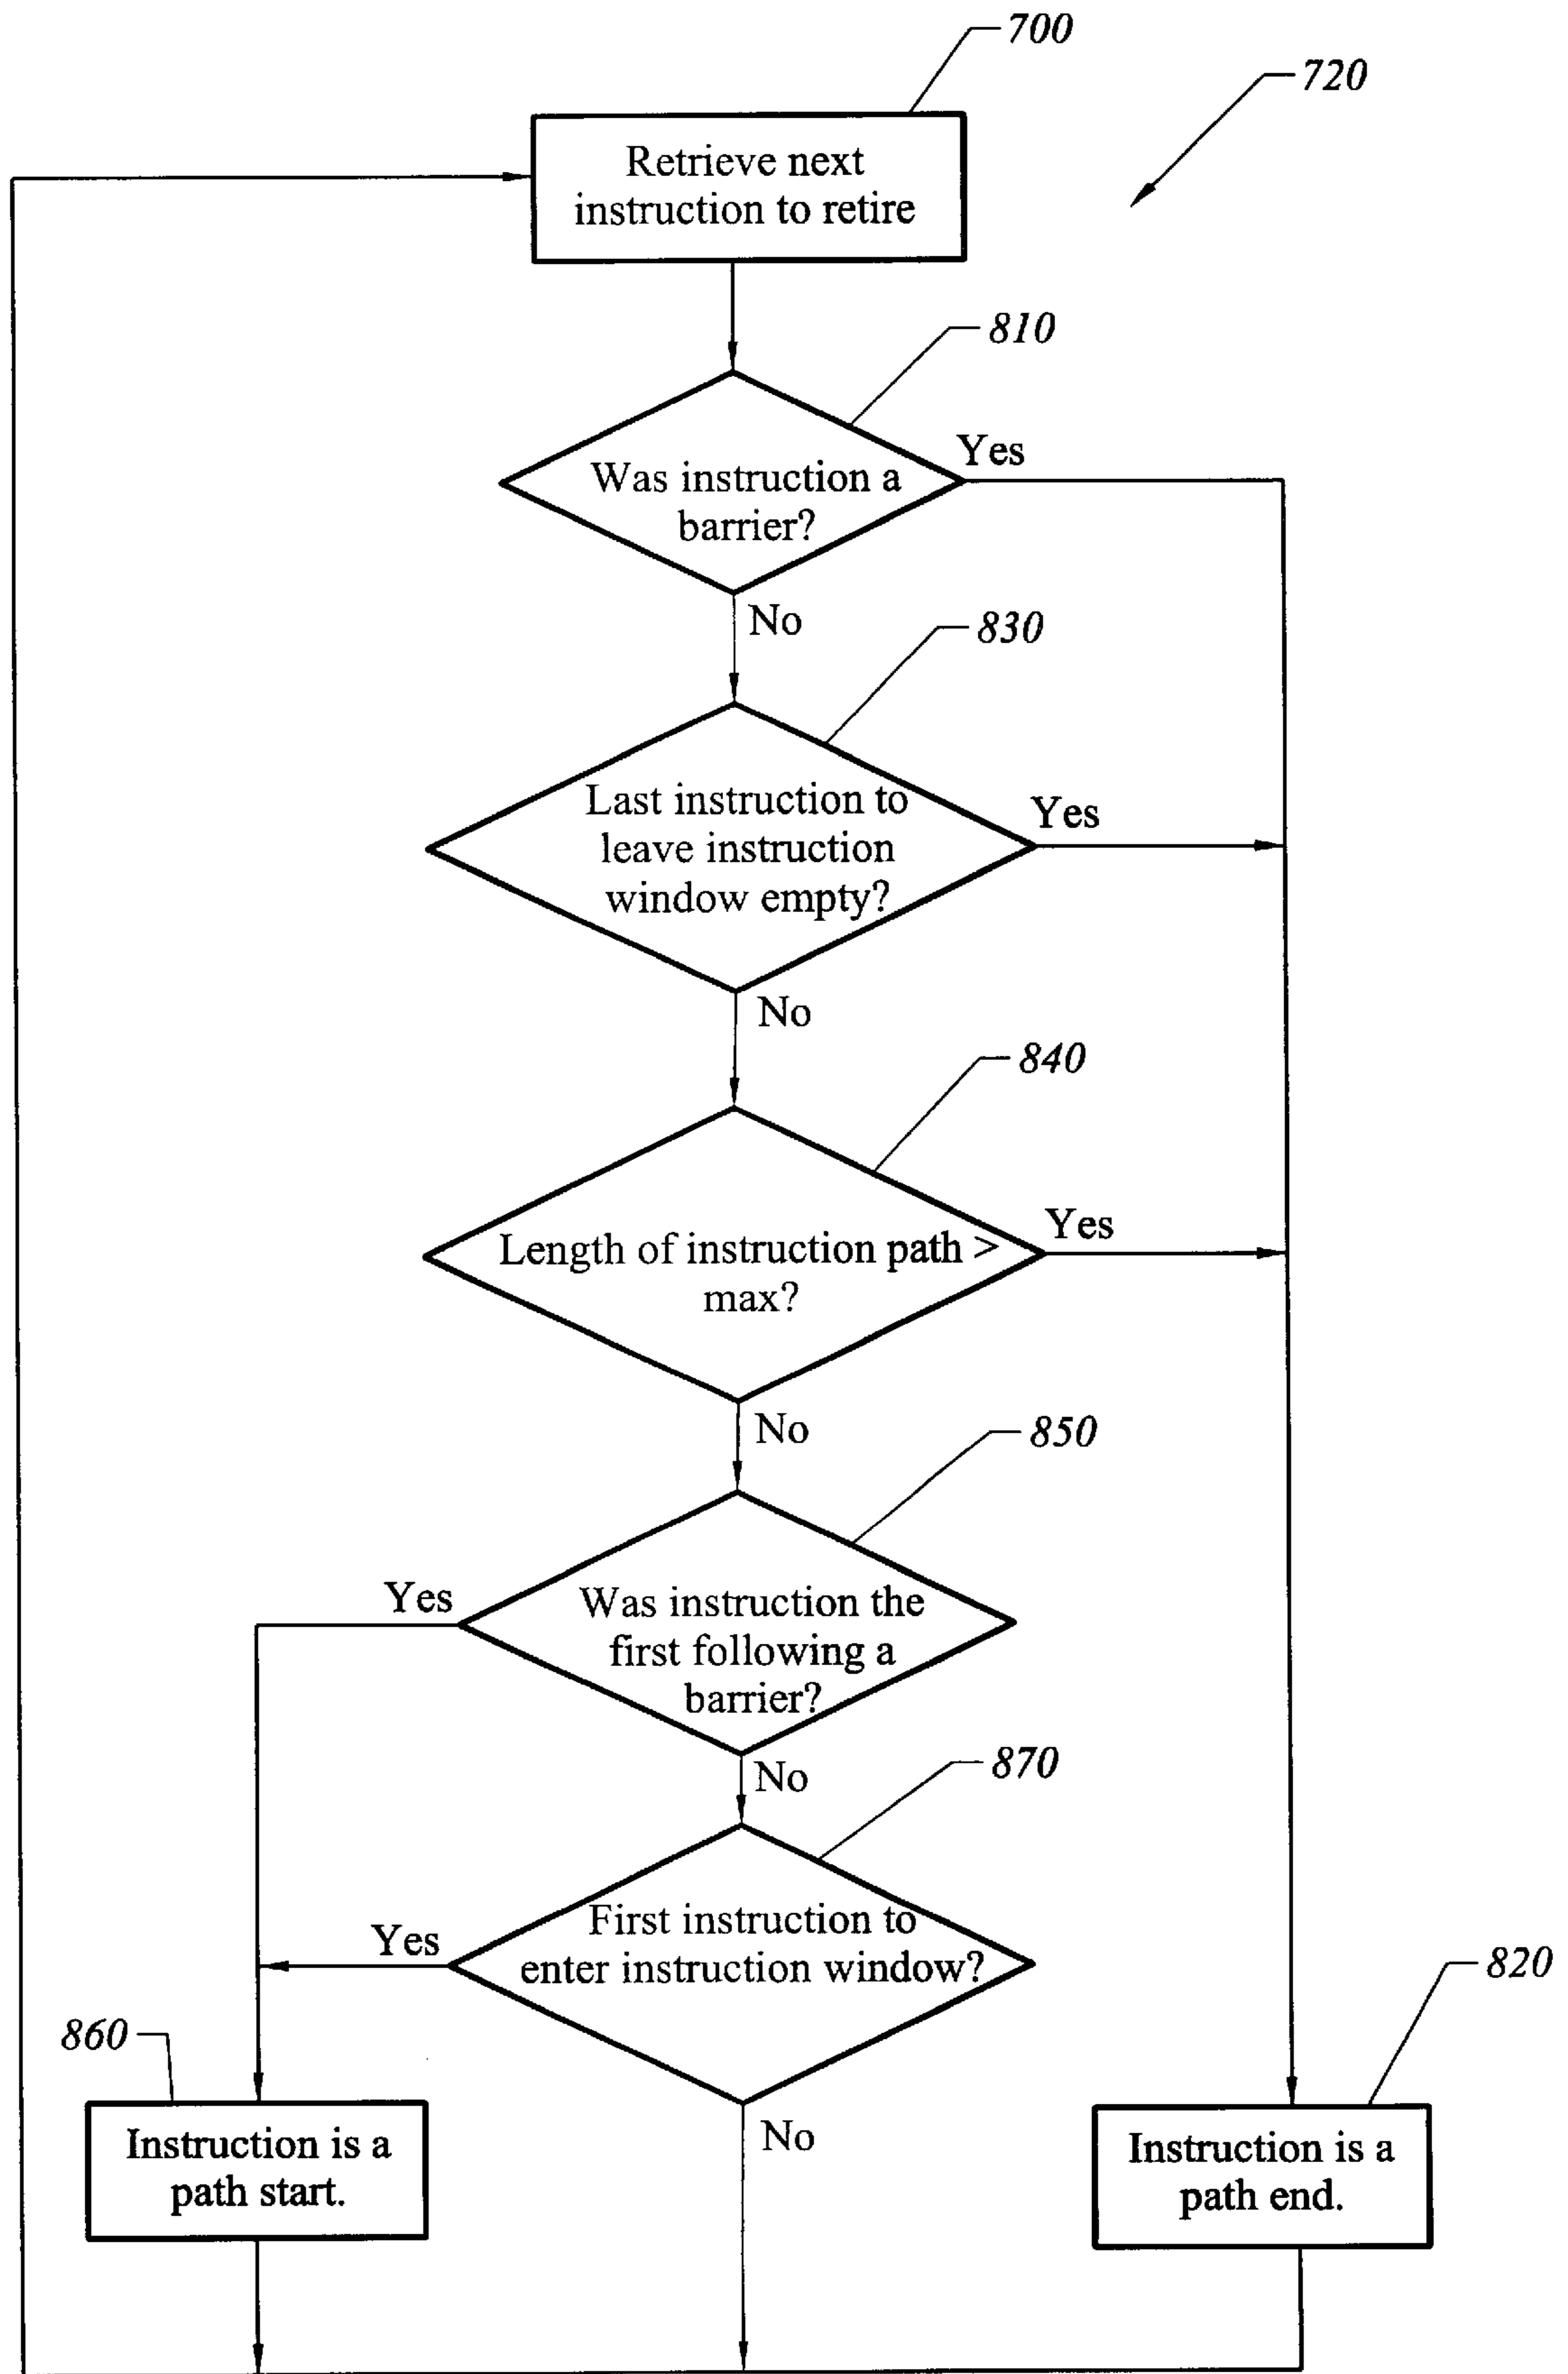 700
720
Retrieve next
instruction to retire
810
Yes
Was instruction a
barrier?
No
830
Last instruction to
leave instruction
window empty?
Yes
No
840
Length of instruction path >
max?
Yes
No
850
Yes
Was instruction the
first following a
barrier?
No
870
First instruction to
enter instruction window?
Yes
820
860
No
Instruction is a
path start.
Instruction is a
path end.